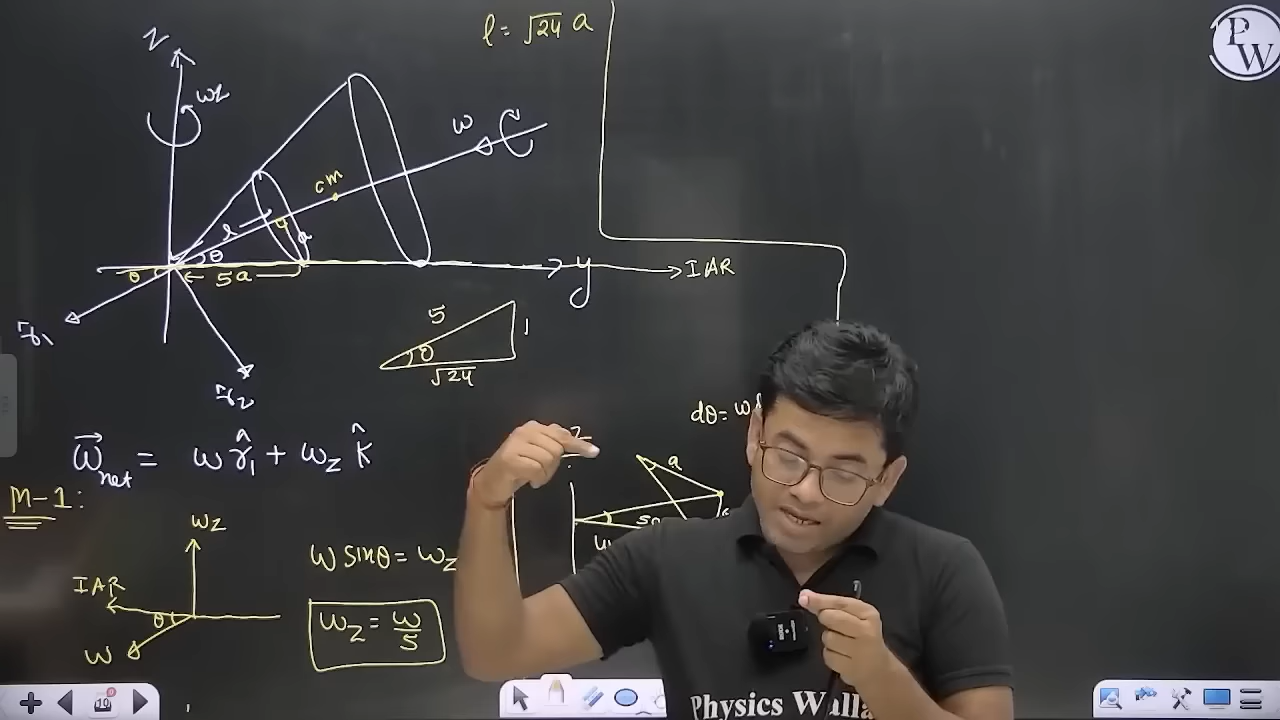 l = √24 a
PW
Z
ωz
ω
cm
l
a
a
θ
θ
5a
y
IAR
r̂₁
r̂₂
5
1
θ
√24
ω⃗net = ω r̂₁ + ωz k̂
dθ = ω
M-1:
z
a
ωz
IAR
θ
ω
ω sinθ = ωz
ωz = ω/5
10
Physics Walla